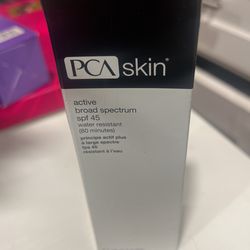 PCA skin®
active
broad spectrum
spf 45
water resistant
(80 minutes)
principe actif plus
à large spectre
fps 45
résistant à l'eau